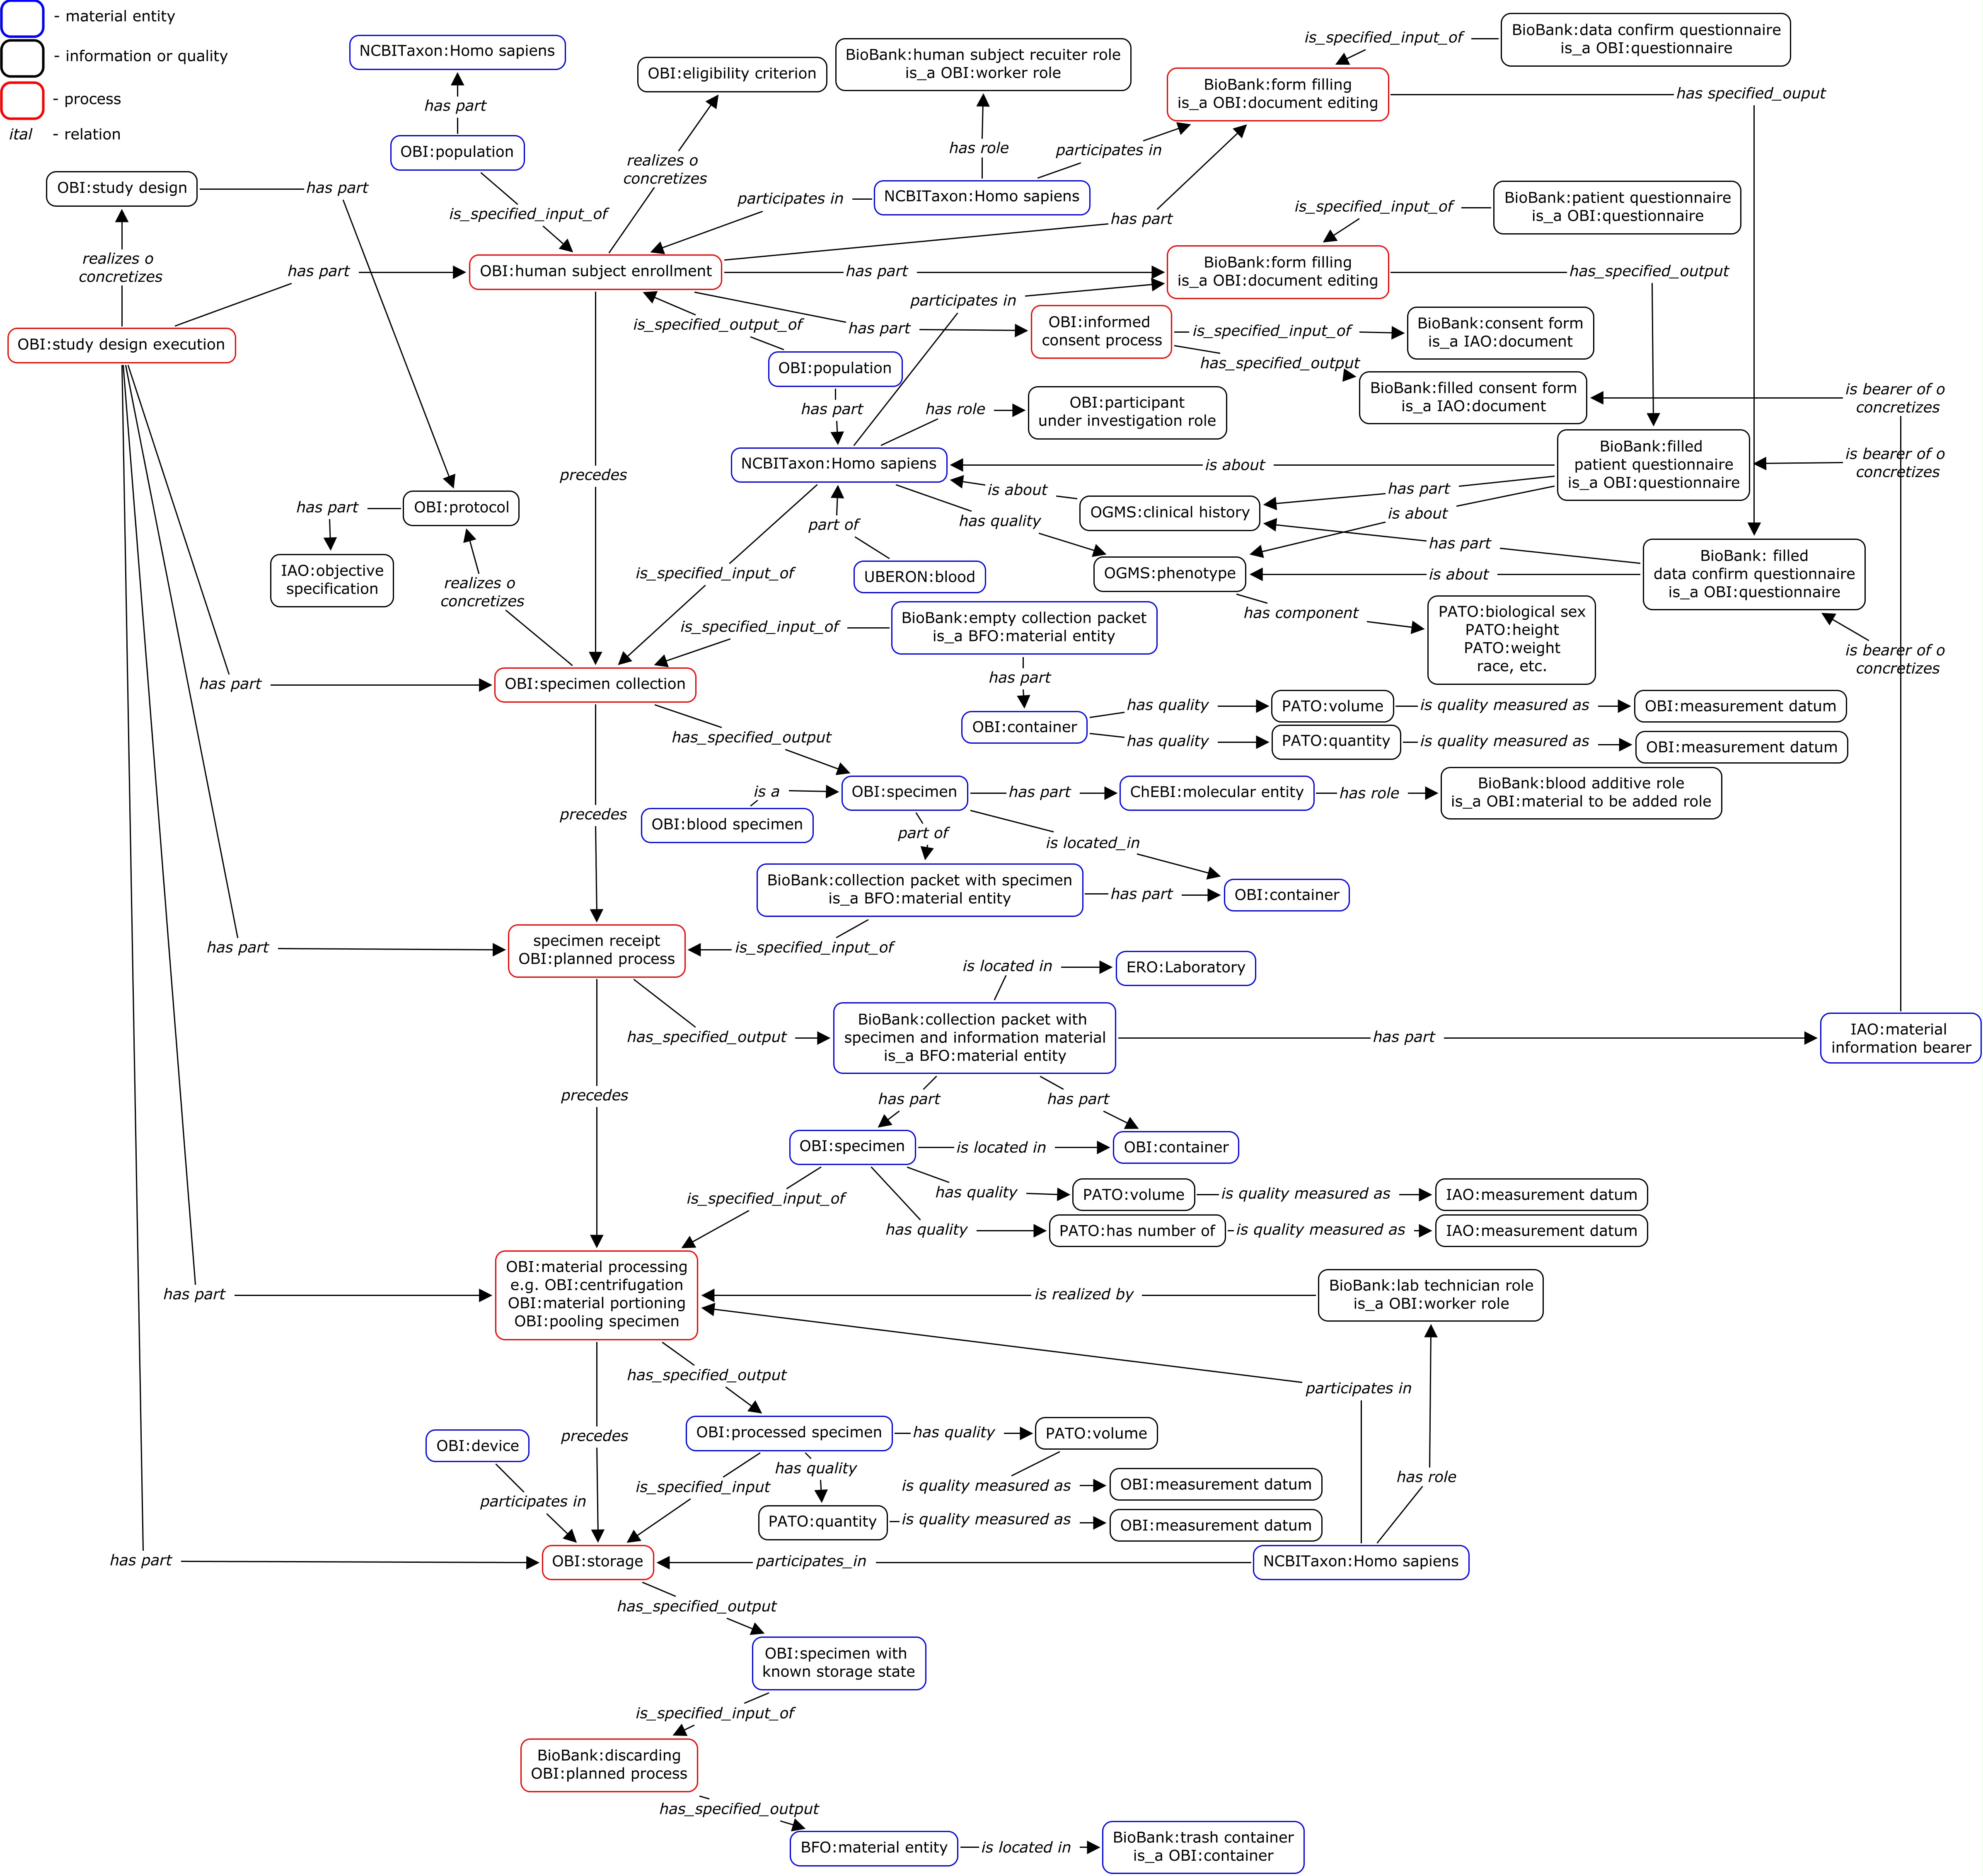 - material entity
- information or quality
- process
ital - relation
NCBITaxon:Homo sapiens
has part
OBI:population
is_specified_input_of
OBI:eligibility criterion
realizes o
concretizes
BioBank:human subject recuiter role
is_a OBI:worker role
has role
participates in
NCBITaxon:Homo sapiens
participates in
is_specified_input_of
BioBank:data confirm questionnaire
is_a OBI:questionnaire
BioBank:form filling
is_a OBI:document editing
has specified_ouput
OBI:study design
has part
realizes o
concretizes
has part
OBI:study design execution
OBI:human subject enrollment
has part
has part
is_specified_input_of
BioBank:patient questionnaire
is_a OBI:questionnaire
BioBank:form filling
is_a OBI:document editing
has_specified_output
participates in
is_specified_output_of
has part
OBI:informed
consent process
is_specified_input_of
BioBank:consent form
is_a IAO:document
has_specified_output
BioBank:filled consent form
is_a IAO:document
is bearer of o
concretizes
OBI:population
has part
has role
OBI:participant
under investigation role
NCBITaxon:Homo sapiens
is about
BioBank:filled
patient questionnaire
is_a OBI:questionnaire
is bearer of o
concretizes
precedes
is about
has part
OGMS:clinical history
is about
has quality
part of
has part
OBI:protocol
has part
IAO:objective
specification
realizes o
concretizes
is_specified_input_of
UBERON:blood
OGMS:phenotype
is about
BioBank: filled
data confirm questionnaire
is_a OBI:questionnaire
has component
PATO:biological sex
PATO:height
PATO:weight
race, etc.
is bearer of o
concretizes
is_specified_input_of
BioBank:empty collection packet
is_a BFO:material entity
has part
has part
OBI:specimen collection
OBI:container
has quality
PATO:volume
is quality measured as
OBI:measurement datum
has quality
PATO:quantity
is quality measured as
OBI:measurement datum
has_specified_output
is a
OBI:specimen
has part
ChEBI:molecular entity
has role
BioBank:blood additive role
is_a OBI:material to be added role
precedes
OBI:blood specimen
part of
is located_in
BioBank:collection packet with specimen
is_a BFO:material entity
has part
OBI:container
has part
specimen receipt
OBI:planned process
is_specified_input_of
is located in
ERO:Laboratory
has_specified_output
BioBank:collection packet with
specimen and information material
is_a BFO:material entity
has part
IAO:material
information bearer
precedes
has part
has part
OBI:specimen
is located in
OBI:container
is_specified_input_of
has quality
PATO:volume
is quality measured as
IAO:measurement datum
has quality
PATO:has number of
is quality measured as
IAO:measurement datum
has part
OBI:material processing
e.g. OBI:centrifugation
OBI:material portioning
OBI:pooling specimen
is realized by
BioBank:lab technician role
is_a OBI:worker role
participates in
has role
has_specified_output
precedes
OBI:device
participates in
OBI:processed specimen
has quality
PATO:volume
has quality
is_specified_input
is quality measured as
OBI:measurement datum
PATO:quantity
is quality measured as
OBI:measurement datum
has part
OBI:storage
participates_in
NCBITaxon:Homo sapiens
has_specified_output
OBI:specimen with
known storage state
is_specified_input_of
BioBank:discarding
OBI:planned process
has_specified_output
BFO:material entity
is located in
BioBank:trash container
is_a OBI:container